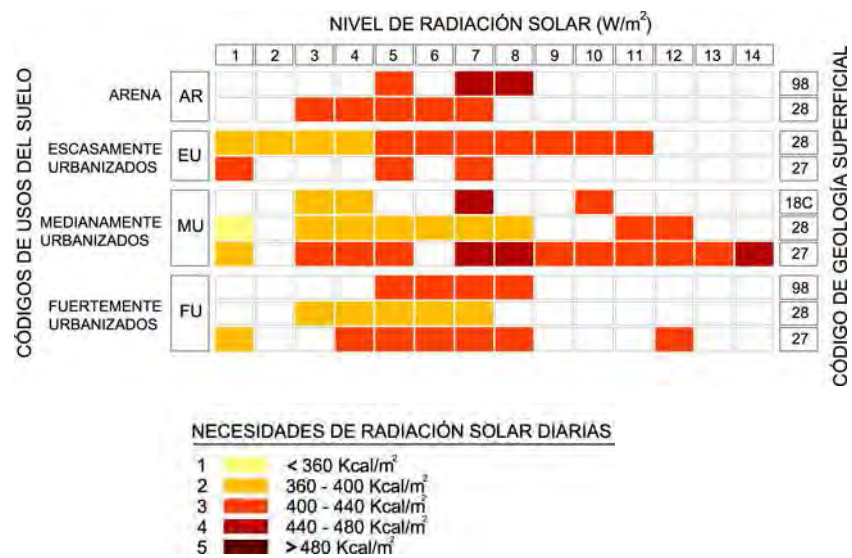 NIVEL DE RADIACIÓN SOLAR (W/m²)
1 2 3 4 5 6 7 8 9 10 11 12 13 14
CÓDIGOS DE USOS DEL SUELO
CÓDIGO DE GEOLOGÍA SUPERFICIAL
ARENA AR 98
28
ESCASAMENTE
URBANIZADOS EU 28
27
18C
MEDIANAMENTE
URBANIZADOS MU 28
27
98
FUERTEMENTE
URBANIZADOS FU 28
27
NECESIDADES DE RADIACIÓN SOLAR DIARIAS
1 < 360 Kcal/m²
2 360 - 400 Kcal/m²
3 400 - 440 Kcal/m²
4 440 - 480 Kcal/m²
5 > 480 Kcal/m²